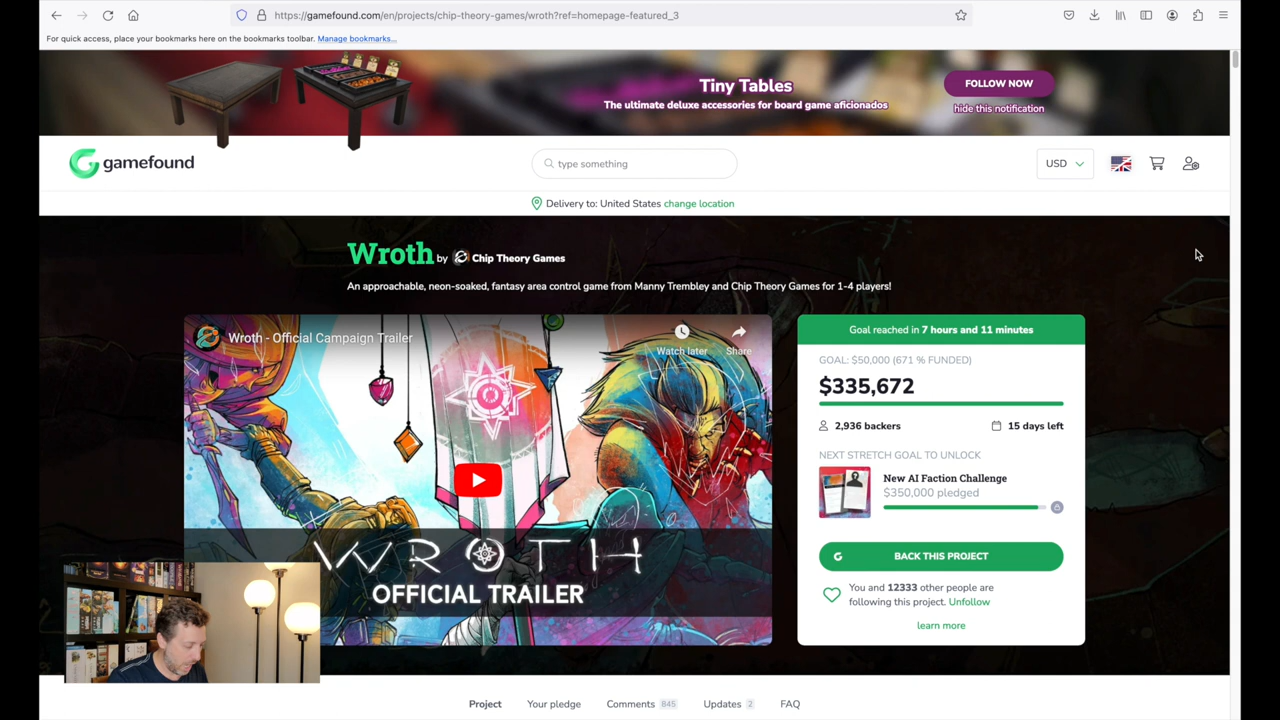 https://gamefound.com/en/projects/chip-theory-games/wroth?ref=homepage-featured_3
For quick access, place your bookmarks here on the bookmarks toolbar. Manage bookmarks...
Tiny Tables
The ultimate deluxe accessories for board game aficionados
FOLLOW NOW
hide this notification
gamefound
type something
USD
Delivery to: United States change location
Wroth by Chip Theory Games
An approachable, neon-soaked, fantasy area control game from Manny Trembley and Chip Theory Games for 1-4 players!
Wroth - Official Campaign Trailer
Watch later
Share
WROTH
OFFICIAL TRAILER
Goal reached in 7 hours and 11 minutes
GOAL: $50,000 (671 % FUNDED)
$335,672
2,936 backers
15 days left
NEXT STRETCH GOAL TO UNLOCK
New AI Faction Challenge
$350,000 pledged
BACK THIS PROJECT
You and 12333 other people are
following this project. Unfollow
learn more
Project Your pledge Comments 845 Updates 2 FAQ